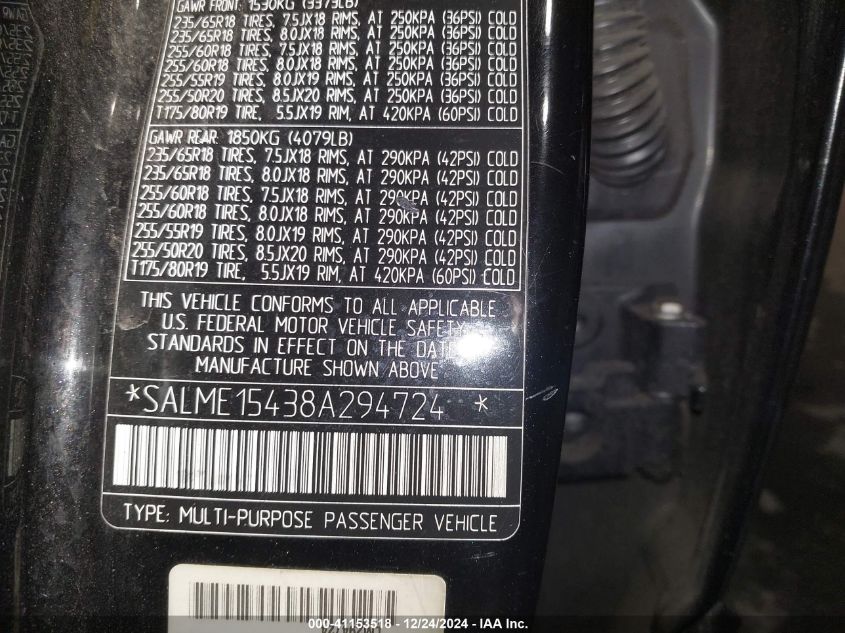 GAWR FRONT: 1530KG (3373LB)
235/65R18 TIRES, 7.5JX18 RIMS, AT 250KPA (36PSI) COLD
235/65R18 TIRES, 8.0JX18 RIMS, AT 250KPA (36PSI) COLD
255/60R18 TIRES, 7.5JX18 RIMS, AT 250KPA (36PSI) COLD
255/60R18 TIRES, 8.0JX18 RIMS, AT 250KPA (36PSI) COLD
255/55R19 TIRES, 8.0JX19 RIMS, AT 250KPA (36PSI) COLD
255/50R20 TIRES, 8.5JX20 RIMS, AT 250KPA (36PSI) COLD
T175/80R19 TIRE, 5.5JX19 RIM, AT 420KPA (60PSI) COLD
GAWR REAR: 1850KG (4079LB)
235/65R18 TIRES, 7.5JX18 RIMS, AT 290KPA (42PSI) COLD
235/65R18 TIRES, 8.0JX18 RIMS, AT 290KPA (42PSI) COLD
255/60R18 TIRES, 7.5JX18 RIMS, AT 290KPA (42PSI) COLD
255/60R18 TIRES, 8.0JX18 RIMS, AT 290KPA (42PSI) COLD
255/55R19 TIRES, 8.0JX19 RIMS, AT 290KPA (42PSI) COLD
255/50R20 TIRES, 8.5JX20 RIMS, AT 290KPA (42PSI) COLD
T175/80R19 TIRE, 5.5JX19 RIM, AT 420KPA (60PSI) COLD
THIS VEHICLE CONFORMS TO ALL APPLICABLE
U.S. FEDERAL MOTOR VEHICLE SAFETY
STANDARDS IN EFFECT ON THE DATE
MANUFACTURE SHOWN ABOVE
*SALME15438A294724 *
TYPE: MULTI-PURPOSE PASSENGER VEHICLE
000-41153518 - 12/24/2024 - IAA Inc.